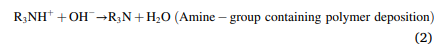 R₃NH⁺ + OH⁻→R₃N + H₂O (Amine – group containing polymer deposition)
(2)